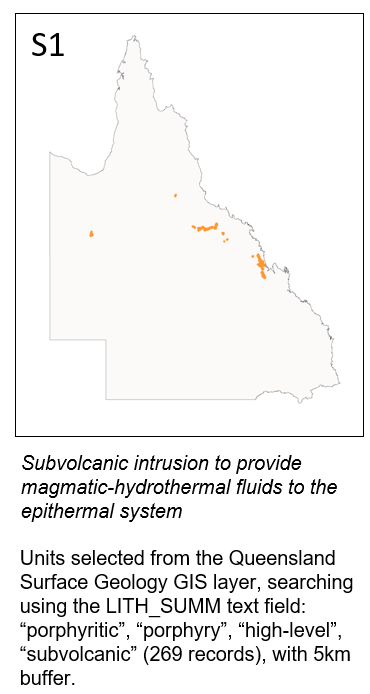 S1
Subvolcanic intrusion to provide
magmatic-hydrothermal fluids to the
epithermal system
Units selected from the Queensland
Surface Geology GIS layer, searching
using the LITH_SUMM text field:
“porphyritic”, “porphyry”, “high-level”,
“subvolcanic” (269 records), with 5km
buffer.